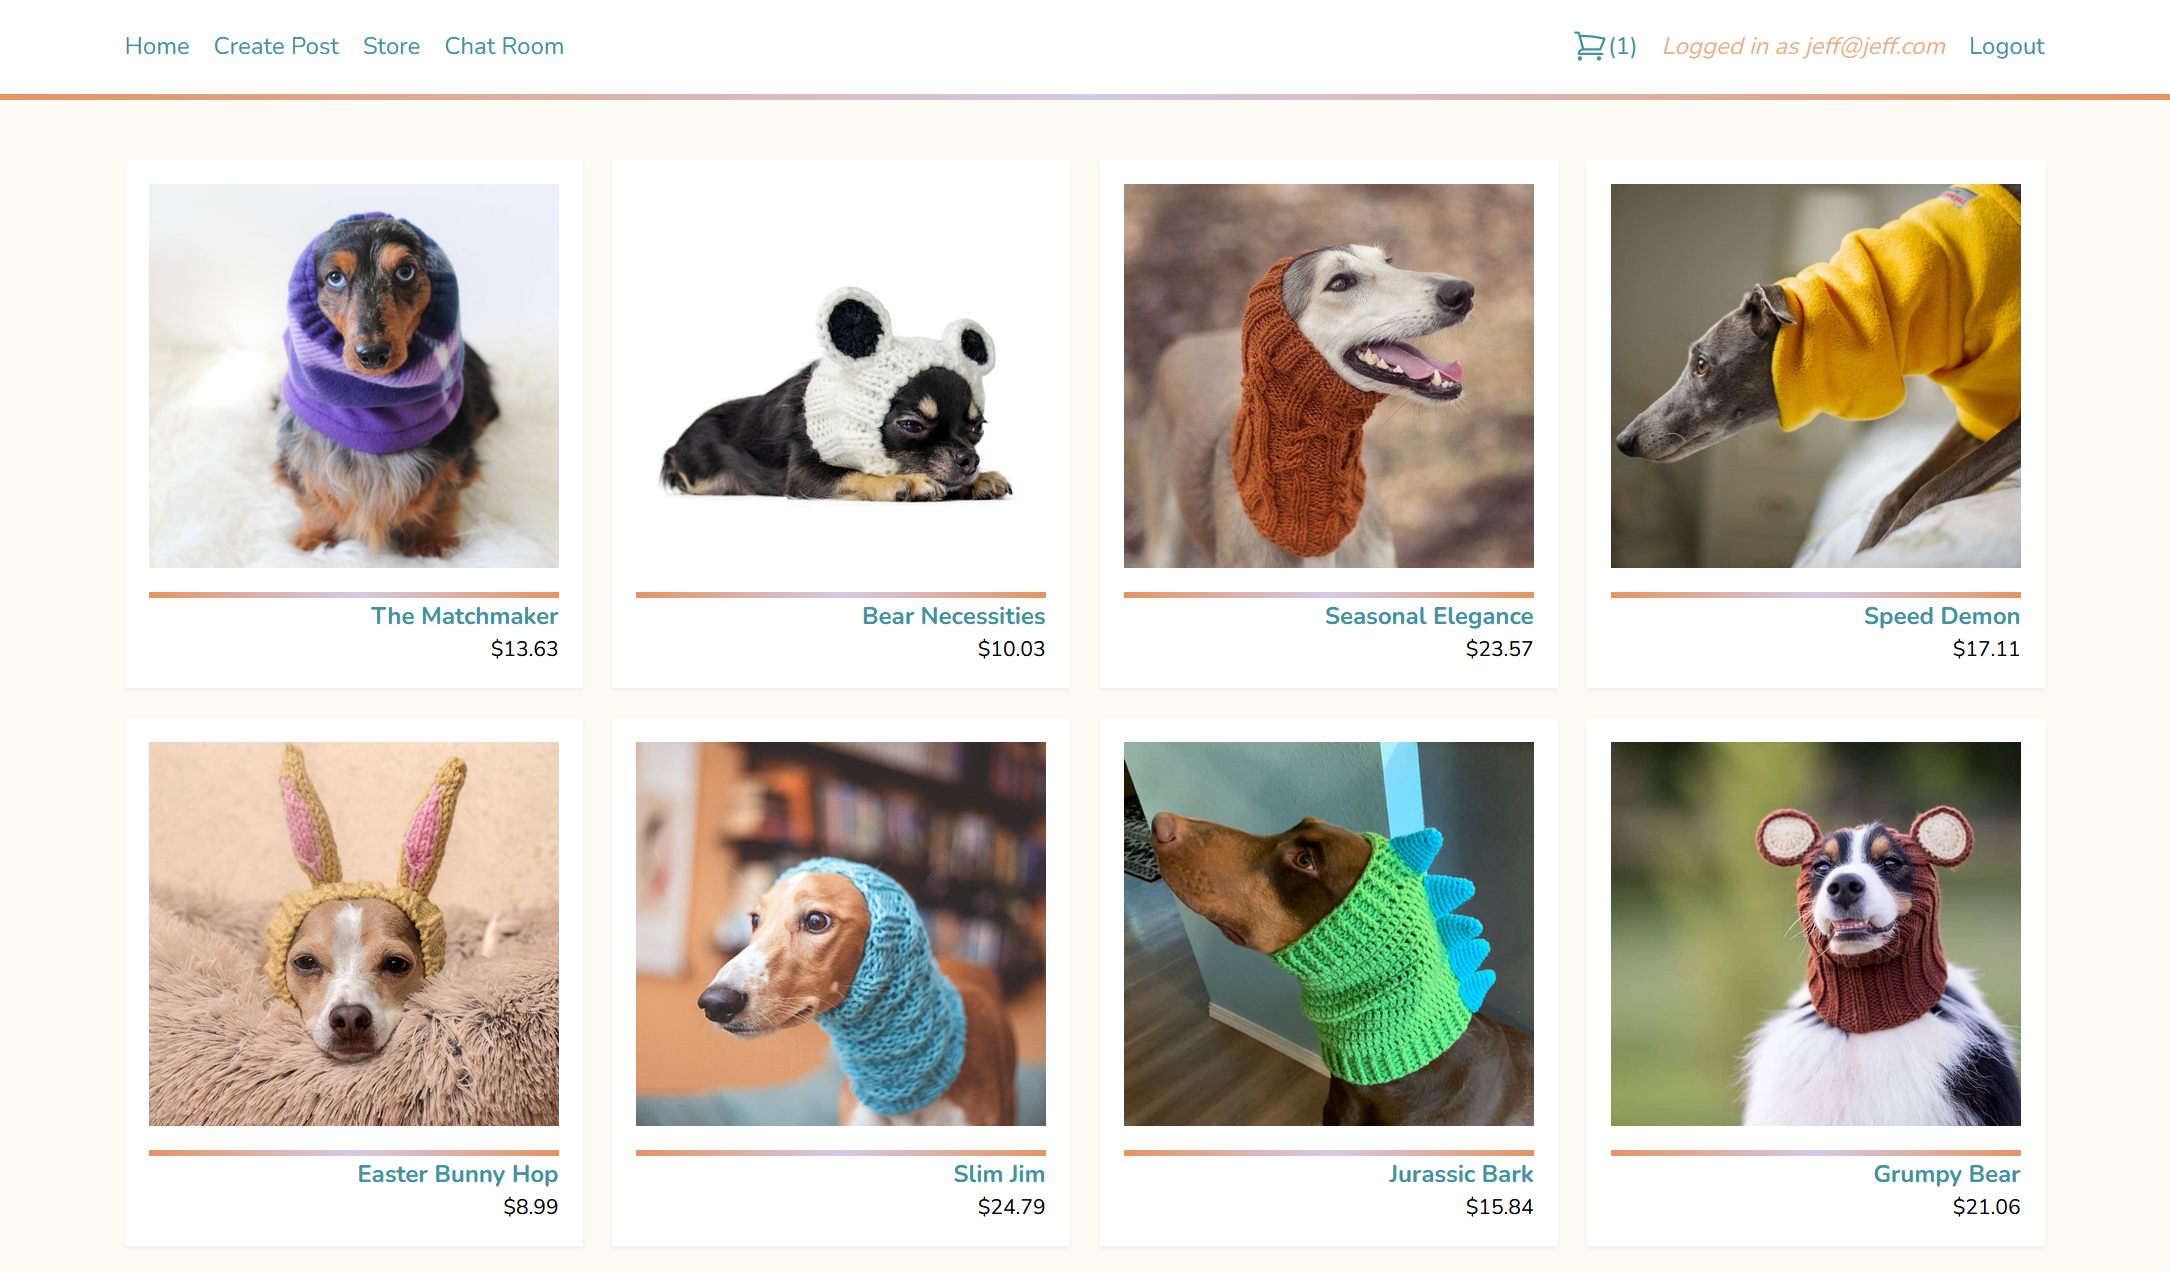 Home Create Post Store Chat Room (1) Logged in as jeff@jeff.com Logout
The Matchmaker
$13.63
Bear Necessities
$10.03
Seasonal Elegance
$23.57
Speed Demon
$17.11
Easter Bunny Hop
$8.99
Slim Jim
$24.79
Jurassic Bark
$15.84
Grumpy Bear
$21.06